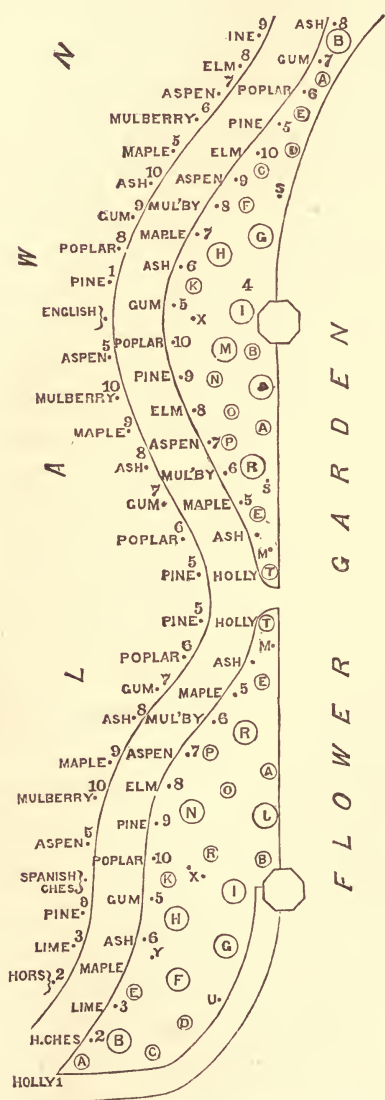 INE 9
ASH 8
B
GUM 7
ELM 8
A
ASPEN 7
POPLAR 6
E
MULBERRY 6
PINE 5
D
MAPLE 5
ELM 10
C
ASH 10
ASPEN 9
S
GUM 9
MUL'BY 8
F
MAPLE 7
G
POPLAR 8
H
ASH 6
PINE 1
K
4
ENGLISH}
GUM 5
X
I
ASPEN 5
POPLAR 10
M
B
PINE 9
N
MULBERRY 10
ELM 8
O
MAPLE 9
A
ASPEN 7
P
ASH 8
MUL'BY 6
R
S
GUM 7
MAPLE 5
E
POPLAR 6
ASH
M
PINE 5
HOLLY
T
PINE 5
HOLLY
T
M
POPLAR 6
ASH
GUM 7
MAPLE 5
E
ASH 8
MUL'BY 6
R
MAPLE 9
ASPEN 7
P
A
MULBERRY 10
ELM 8
O
PINE 9
N
L
ASPEN 5
POPLAR 10
R
B
SPANISH
CHES}
K
X
I
PINE
GUM 5
H
LIME 3
ASH 6
Y
G
HORS} 2
MAPLE
F
E
U
LIME 3
D
H.CHES 2
B
A
C
HOLLY 1
LAWN
FLOWER GARDEN